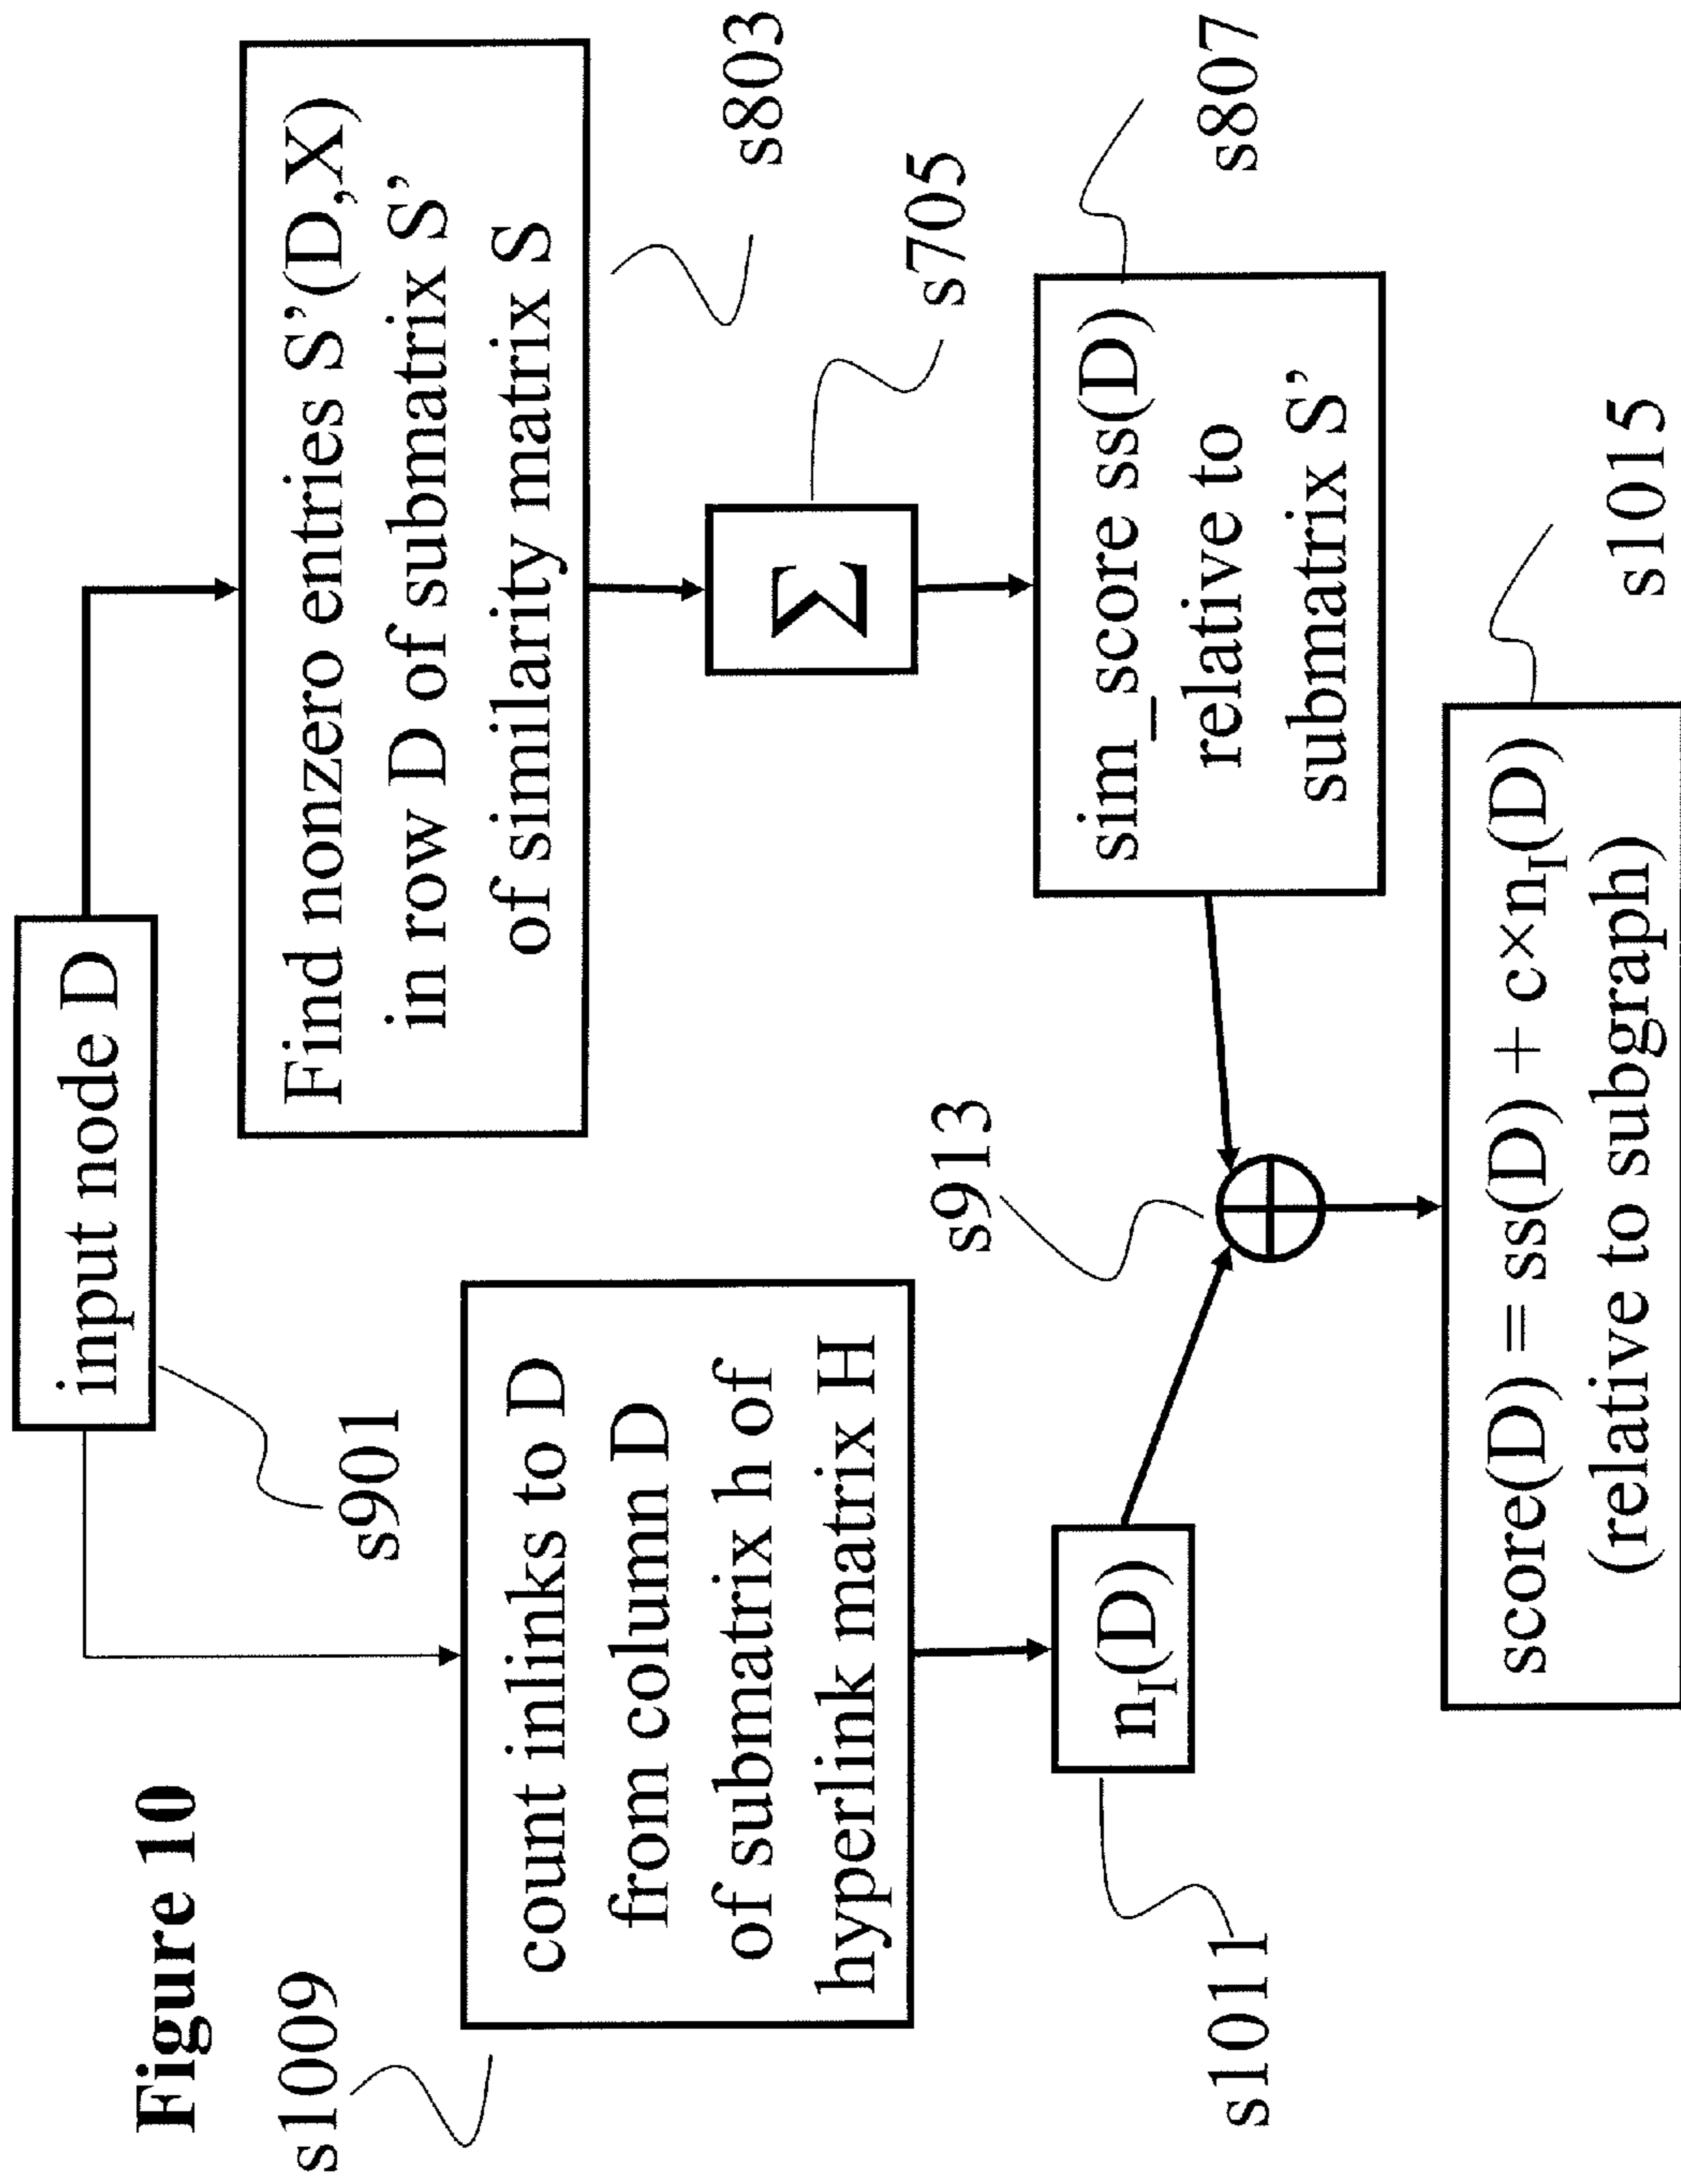 Figure 10
input node D
s901
s1009
count inlinks to D
from column D
of submatrix h of
hyperlink matrix H
Find nonzero entries S’(D,X)
in row D of submatrix S’
of similarity matrix S
s803
Σ
s705
s1011
n_I(D)
s913
sim_score ss(D)
relative to
submatrix S’
s807
score(D) = ss(D) + c×n_I(D)
(relative to subgraph)
s1015